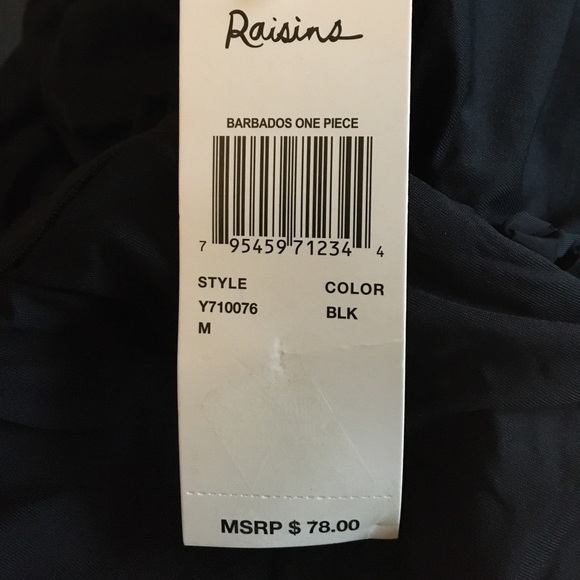 Raisins
BARBADOS ONE PIECE
7 95459 71234 4
STYLE COLOR
Y710076 BLK
M
MSRP $ 78.00